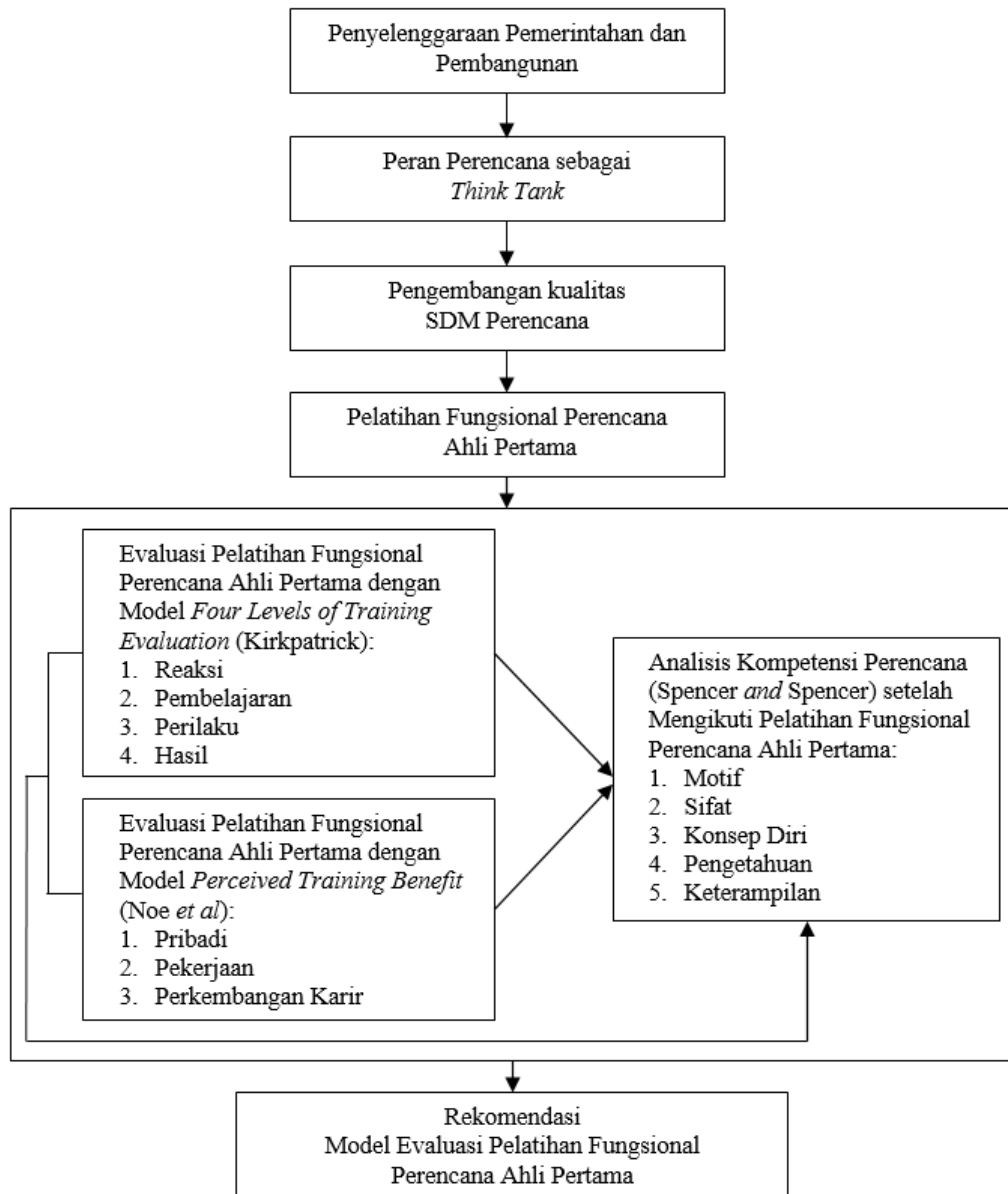 Penyelenggaraan Pemerintahan dan
Pembangunan
Peran Perencana sebagai
Think Tank
Pengembangan kualitas
SDM Perencana
Pelatihan Fungsional Perencana
Ahli Pertama
Evaluasi Pelatihan Fungsional
Perencana Ahli Pertama dengan
Model Four Levels of Training
Evaluation (Kirkpatrick):
1. Reaksi
2. Pembelajaran
3. Perilaku
4. Hasil
Evaluasi Pelatihan Fungsional
Perencana Ahli Pertama dengan
Model Perceived Training Benefit
(Noe et al):
1. Pribadi
2. Pekerjaan
3. Perkembangan Karir
Analisis Kompetensi Perencana
(Spencer and Spencer) setelah
Mengikuti Pelatihan Fungsional
Perencana Ahli Pertama:
1. Motif
2. Sifat
3. Konsep Diri
4. Pengetahuan
5. Keterampilan
Rekomendasi
Model Evaluasi Pelatihan Fungsional
Perencana Ahli Pertama